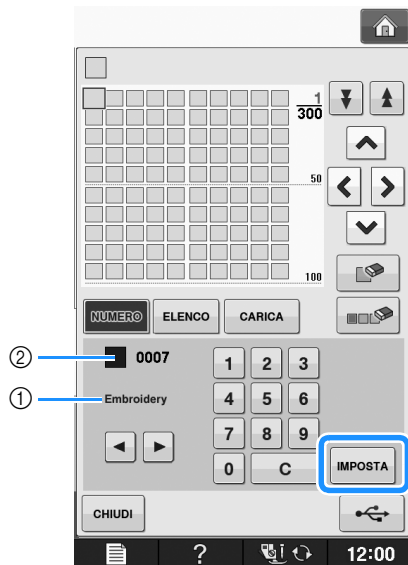 1
300
50
100
NUMERO ELENCO CARICA
② 0007
1 2 3
① Embroidery
4 5 6
7 8 9
0 C IMPOSTA
CHIUDI
? 12:00